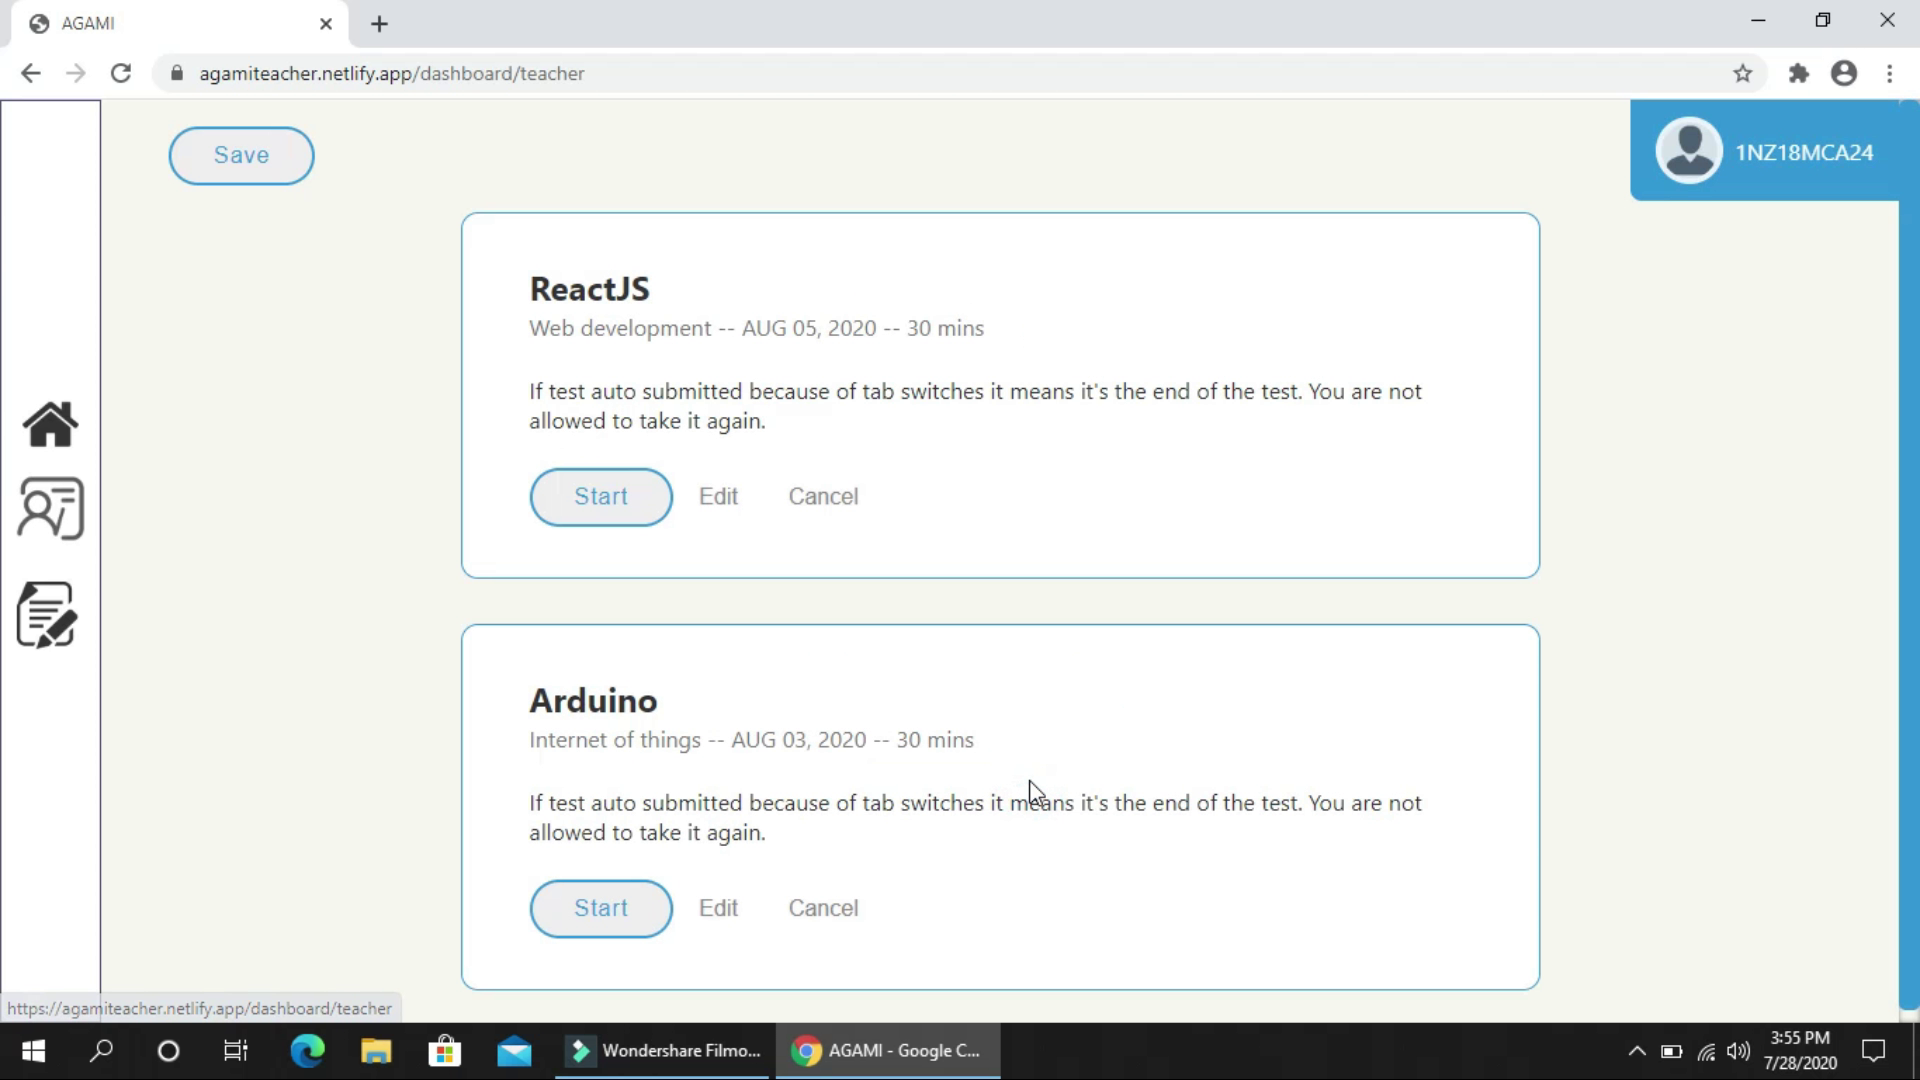 AGAMI
agamiteacher.netlify.app/dashboard/teacher
Save
1NZ18MCA24
ReactJS
Web development -- AUG 05, 2020 -- 30 mins
If test auto submitted because of tab switches it means it's the end of the test. You are not
allowed to take it again.
Start Edit Cancel
Arduino
Internet of things -- AUG 03, 2020 -- 30 mins
If test auto submitted because of tab switches it means it's the end of the test. You are not
allowed to take it again.
Start Edit Cancel
https://agamiteacher.netlify.app/dashboard/teacher
Wondershare Filmo...
AGAMI - Google C...
3:55 PM
7/28/2020